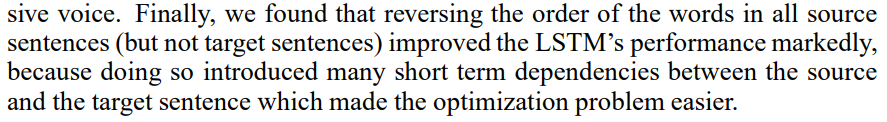 sive voice. Finally, we found that reversing the order of the words in all source
sentences (but not target sentences) improved the LSTM’s performance markedly,
because doing so introduced many short term dependencies between the source
and the target sentence which made the optimization problem easier.